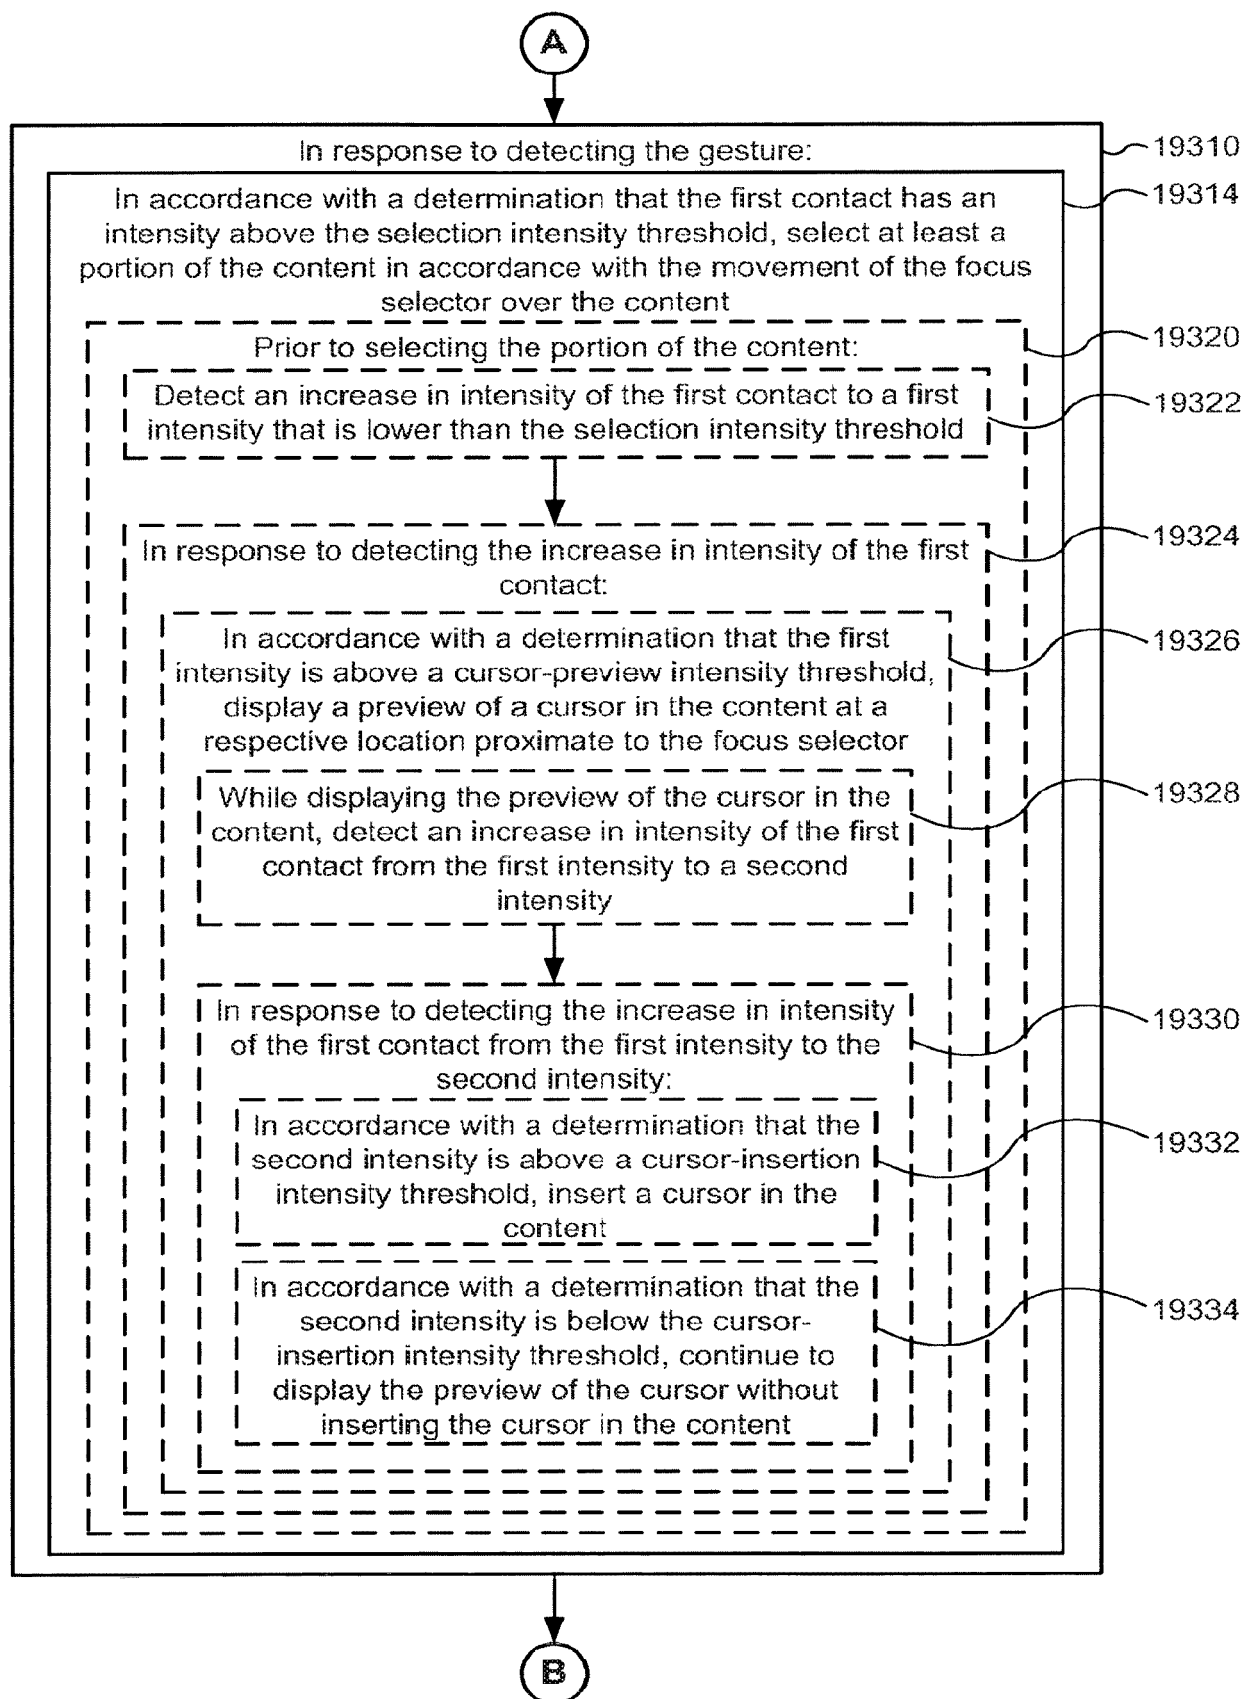 A
In response to detecting the gesture:
19310
In accordance with a determination that the first contact has an
intensity above the selection intensity threshold, select at least a
portion of the content in accordance with the movement of the focus
selector over the content
19314
Prior to selecting the portion of the content:
19320
Detect an increase in intensity of the first contact to a first
intensity that is lower than the selection intensity threshold
19322
In response to detecting the increase in intensity of the first
contact:
19324
In accordance with a determination that the first
intensity is above a cursor-preview intensity threshold,
display a preview of a cursor in the content at a
respective location proximate to the focus selector
19326
While displaying the preview of the cursor in the
content, detect an increase in intensity of the first
contact from the first intensity to a second
intensity
19328
In response to detecting the increase in intensity
of the first contact from the first intensity to the
second intensity:
19330
In accordance with a determination that the
second intensity is above a cursor-insertion
intensity threshold, insert a cursor in the
content
19332
In accordance with a determination that the
second intensity is below the cursor-
insertion intensity threshold, continue to
display the preview of the cursor without
inserting the cursor in the content
19334
B